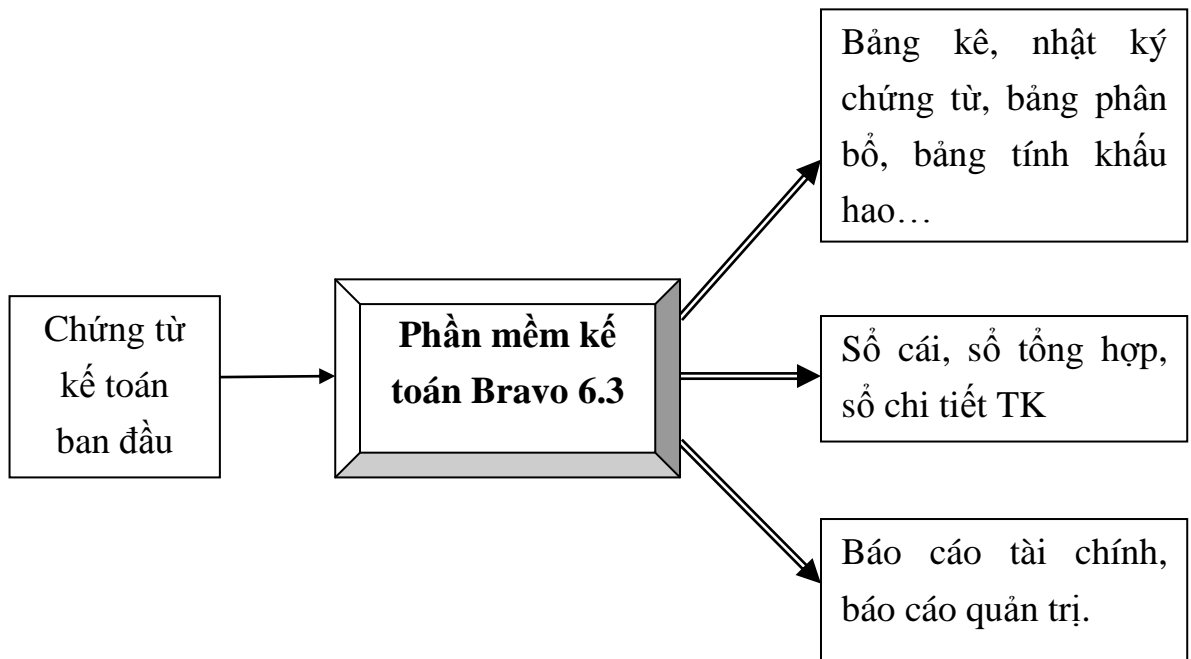 Bảng kê, nhật ký
chứng từ, bảng phân
bổ, bảng tính khấu
hao…
Chứng từ
kế toán
ban đầu
Phần mềm kế
toán Bravo 6.3
Sổ cái, sổ tổng hợp,
sổ chi tiết TK
Báo cáo tài chính,
báo cáo quản trị.